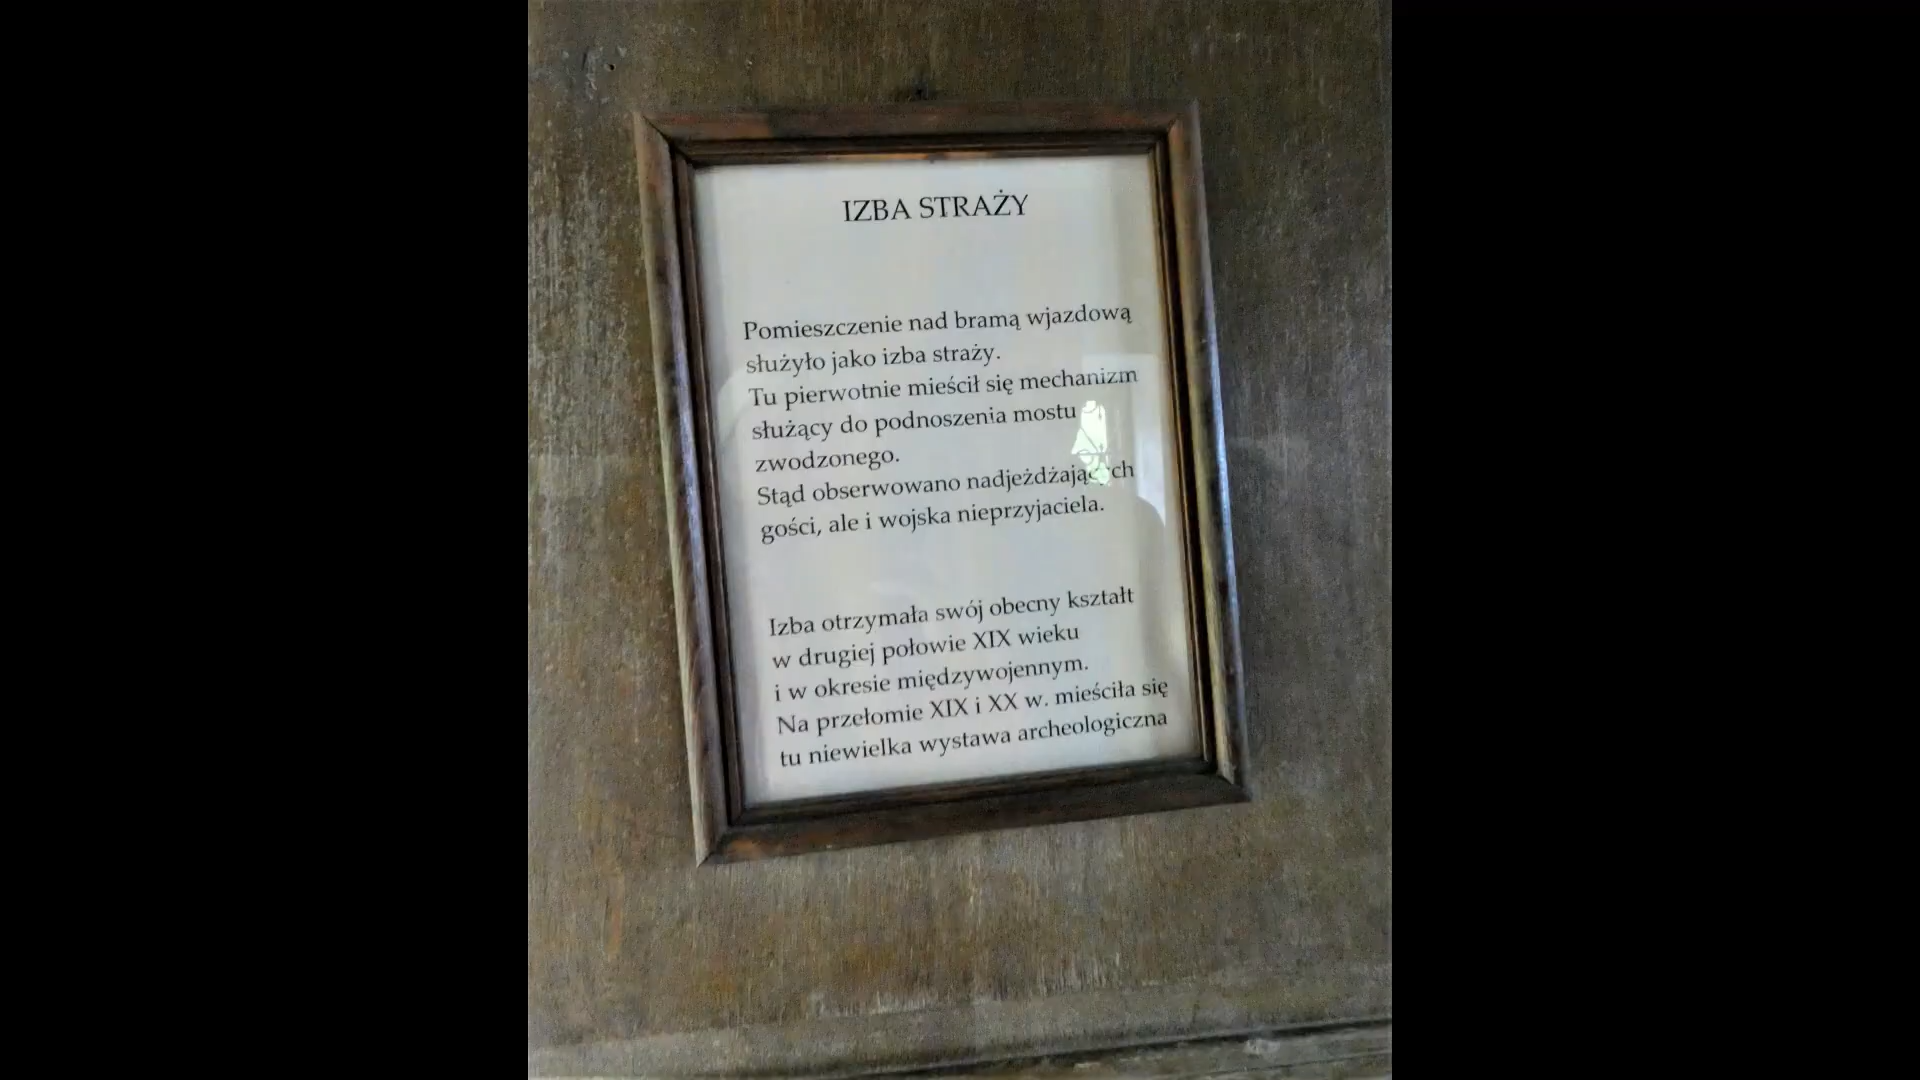 IZBA STRAŻY
Pomieszczenie nad bramą wjazdową
służyło jako izba straży.
Tu pierwotnie mieścił się mechanizm
służący do podnoszenia mostu
zwodzonego.
Stąd obserwowano nadjeżdżających
gości, ale i wojska nieprzyjaciela.
Izba otrzymała swój obecny kształt
w drugiej połowie XIX wieku
i w okresie międzywojennym.
Na przełomie XIX i XX w. mieściła się
tu niewielka wystawa archeologiczna